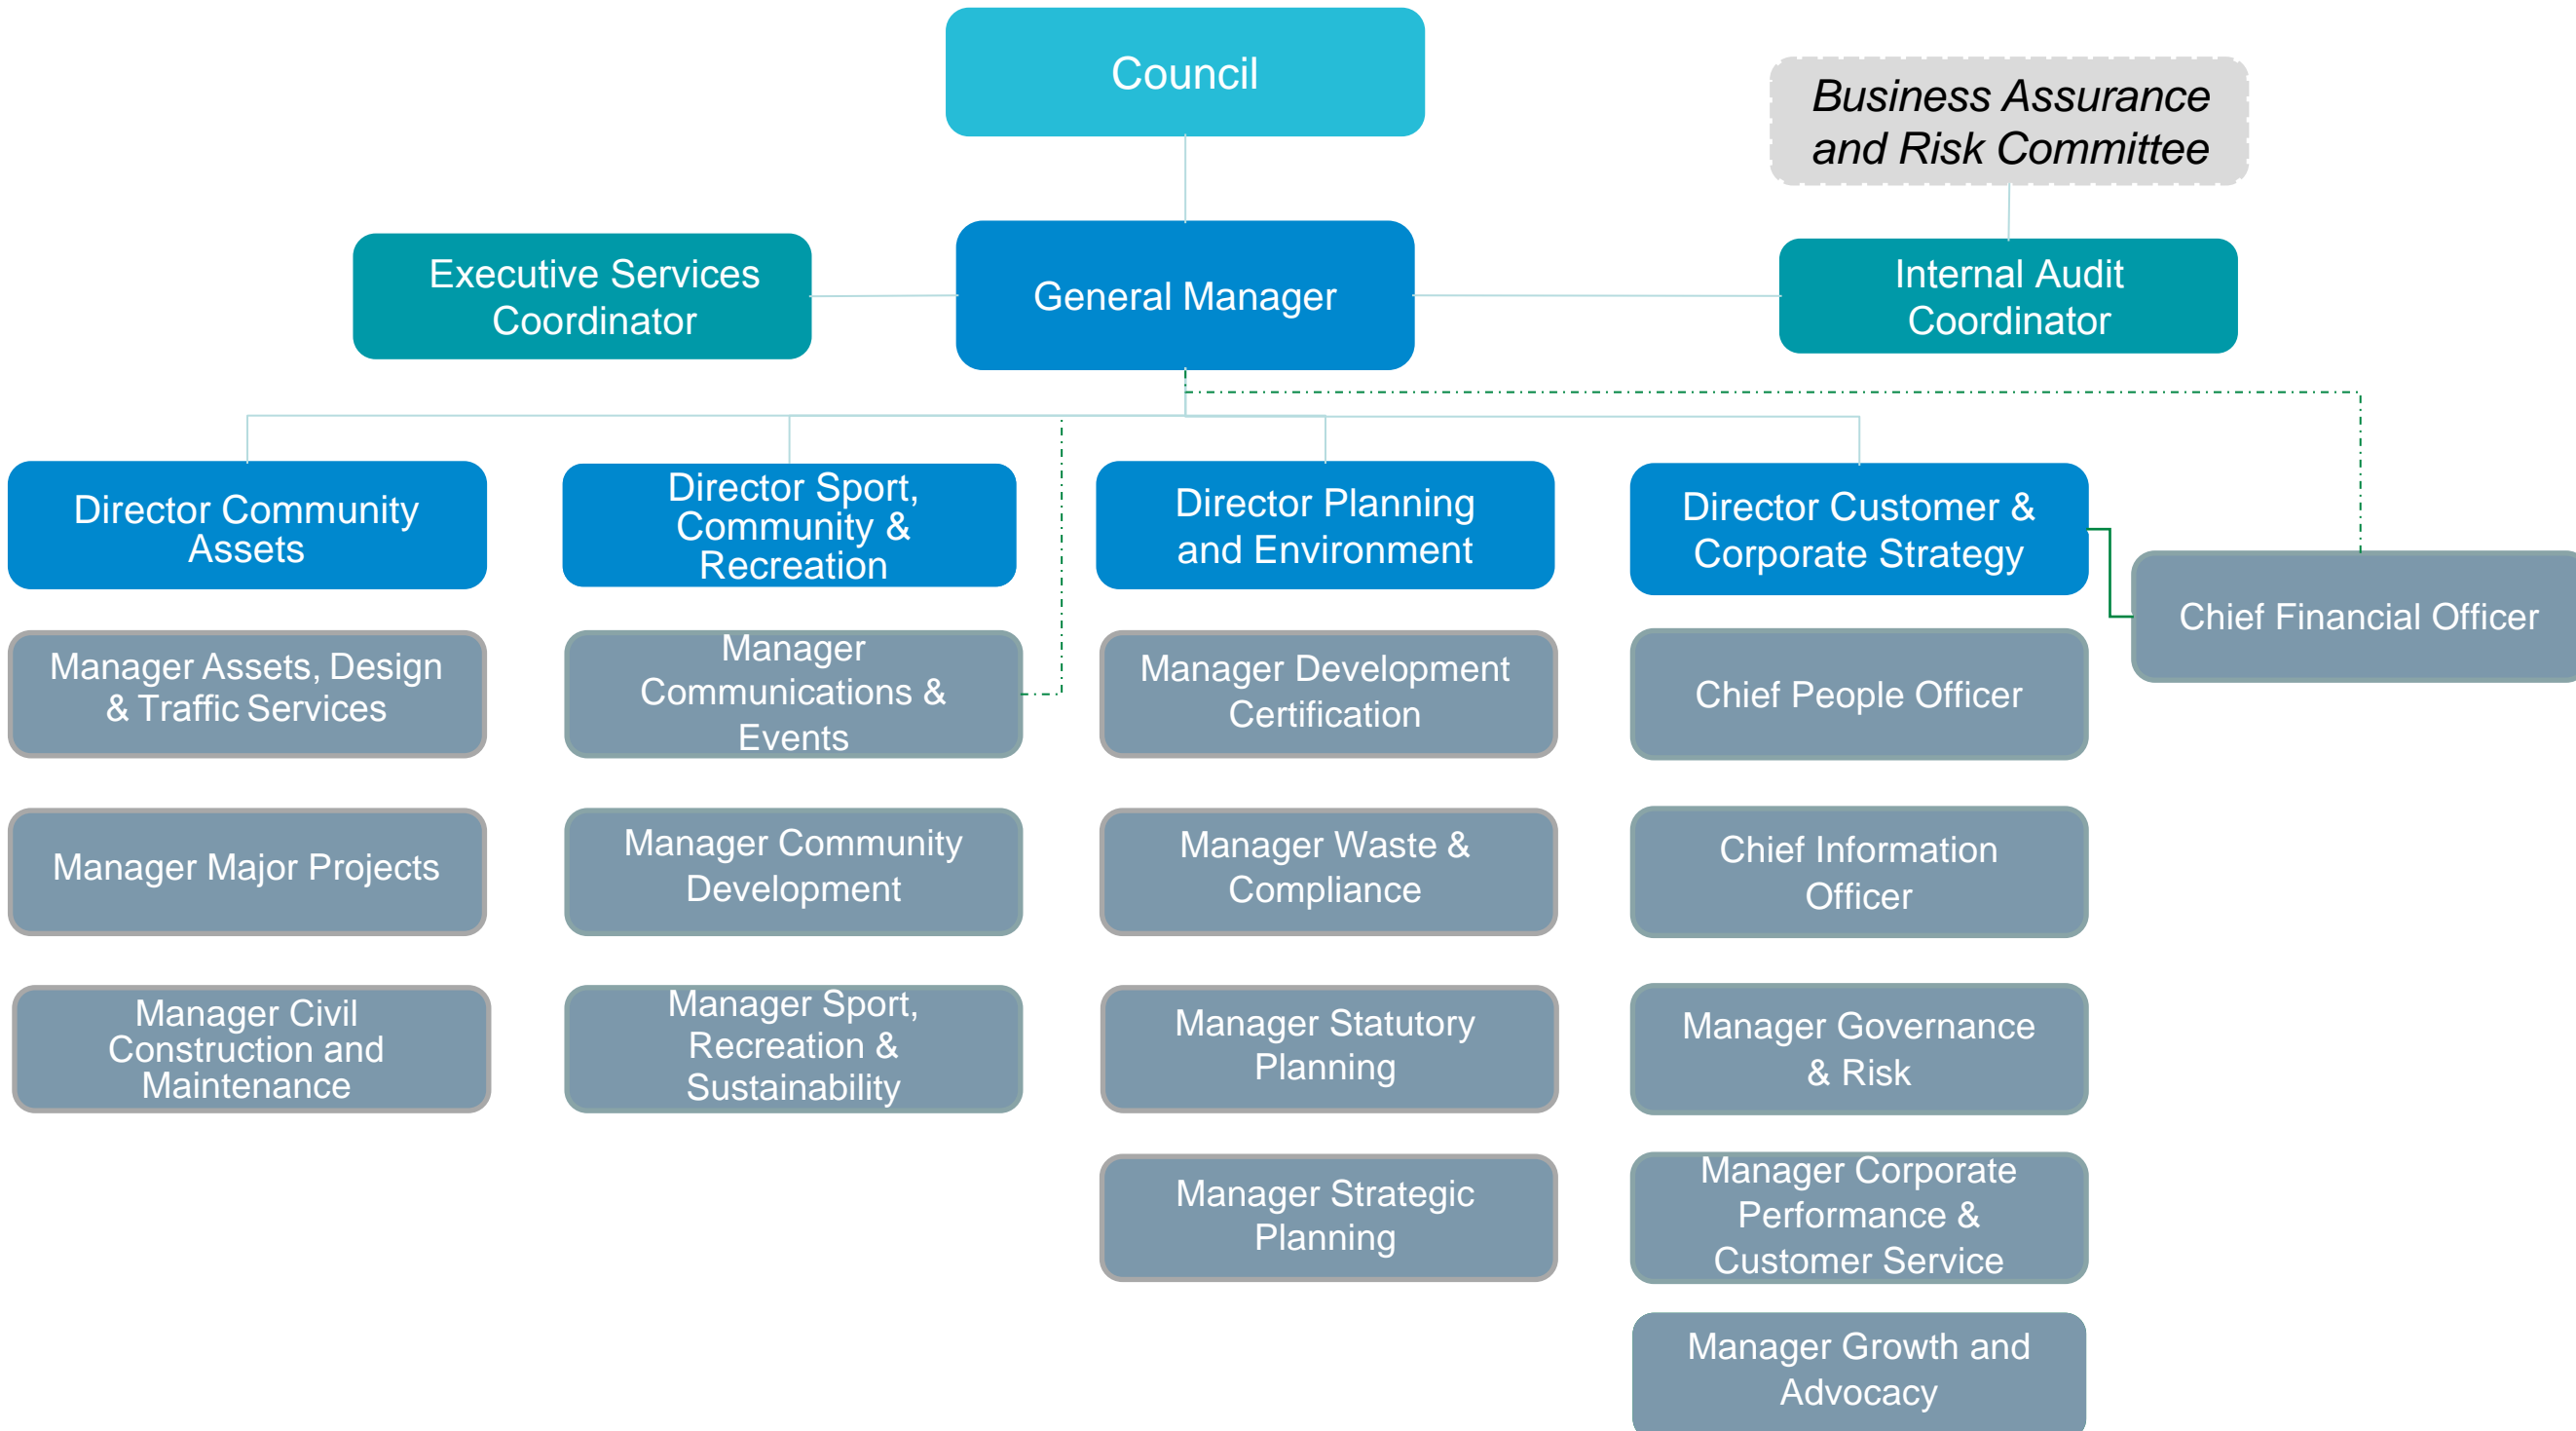 Council
Business Assurance
and Risk Committee
Executive Services
Coordinator
General Manager
Internal Audit
Coordinator
Director Community
Assets
Director Sport,
Community &
Recreation
Director Planning
and Environment
Director Customer &
Corporate Strategy
Chief Financial Officer
Manager Assets, Design
& Traffic Services
Manager
Communications &
Events
Manager Development
Certification
Chief People Officer
Manager Major Projects
Manager Community
Development
Manager Waste &
Compliance
Chief Information
Officer
Manager Civil
Construction and
Maintenance
Manager Sport,
Recreation &
Sustainability
Manager Statutory
Planning
Manager Governance
& Risk
Manager Strategic
Planning
Manager Corporate
Performance &
Customer Service
Manager Growth and
Advocacy